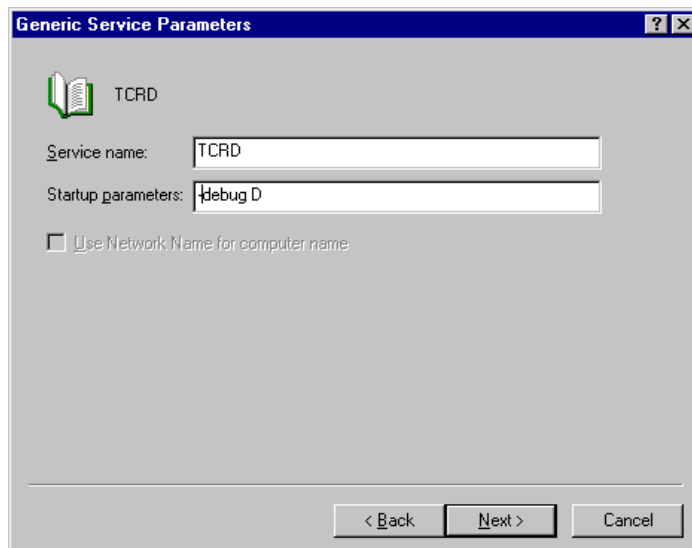 Generic Service Parameters
TCRD
Service name: TCRD
Startup parameters: -debug D
Use Network Name for computer name
< Back Next > Cancel